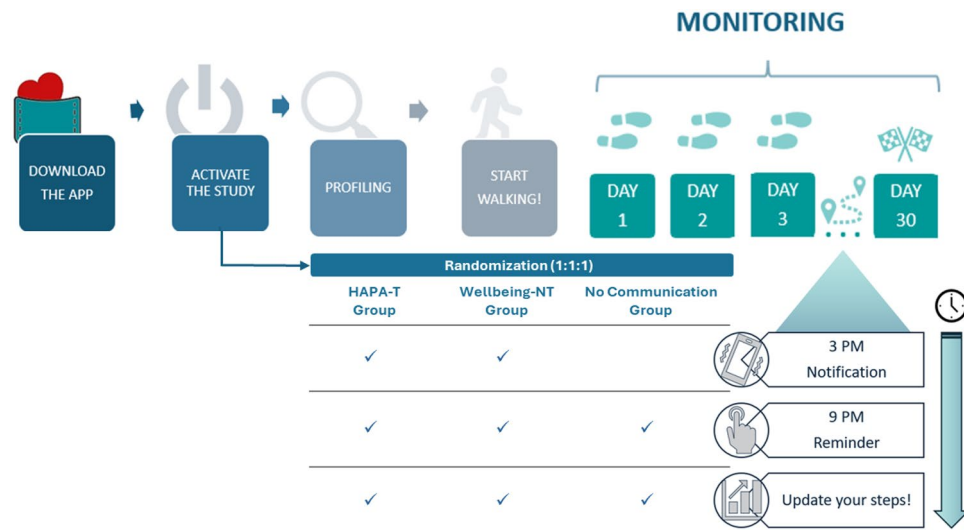 MONITORING
DOWNLOAD
THE APP
ACTIVATE
THE STUDY
PROFILING
START
WALKING!
DAY
1
DAY
2
DAY
3
DAY
30
Randomization (1:1:1)
HAPA-T
Group
Wellbeing-NT
Group
No Communication
Group
3 PM
Notification
9 PM
Reminder
Update your steps!